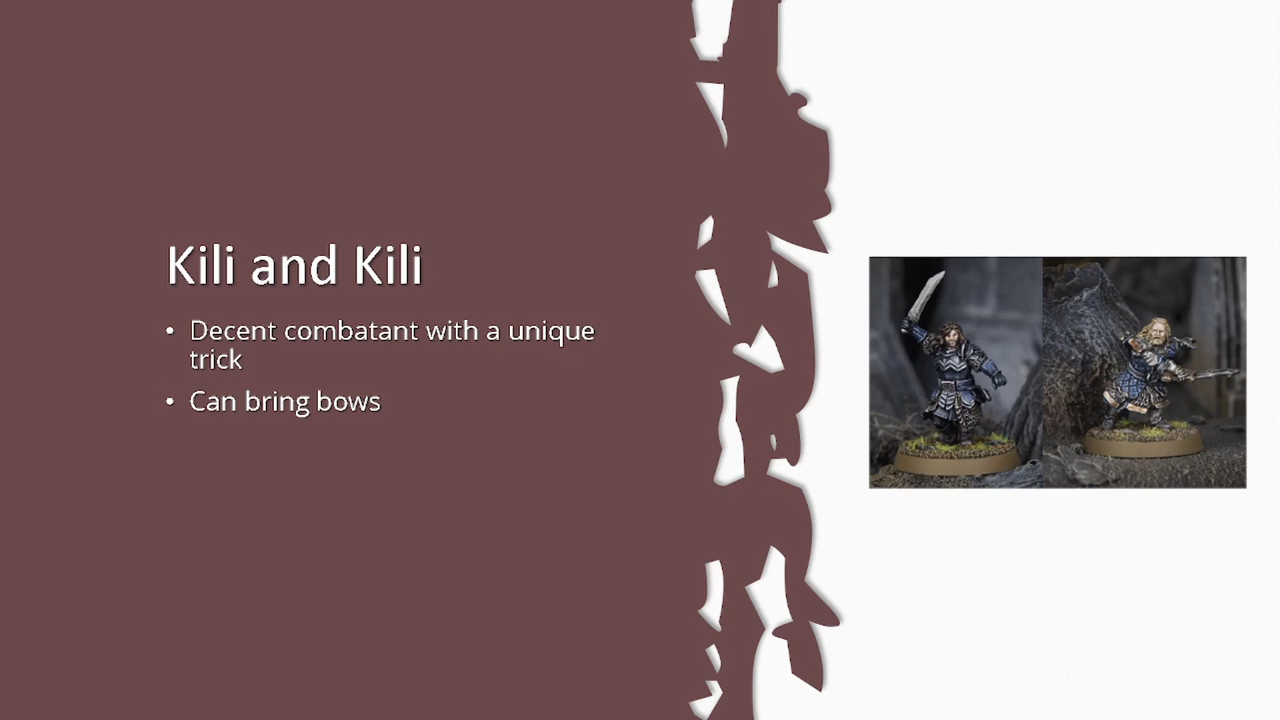 Kili and Kili
• Decent combatant with a unique
trick
• Can bring bows